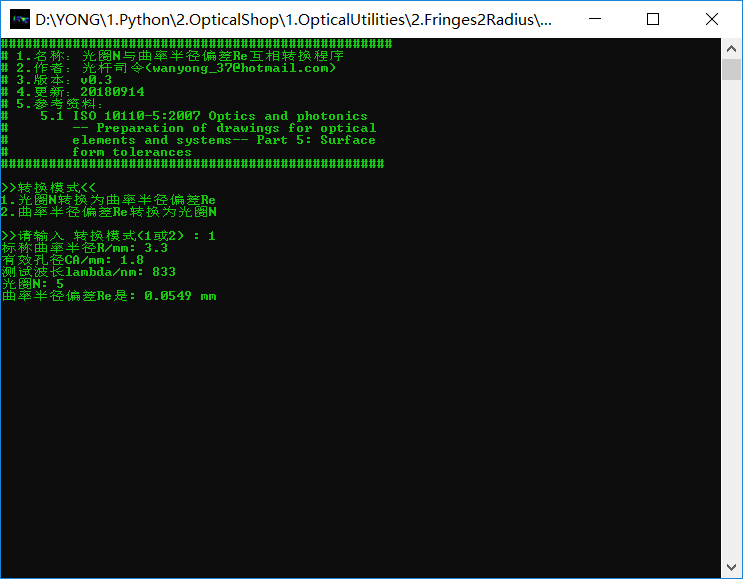 D:\YONG\1.Python\2.OpticalShop\1.OpticalUtilities\2.Fringes2Radius\...
#################################################
# 1.名称: 光圈N与曲率半径偏差Re互相转换程序
# 2.作者: 光杆司令(wanyong_37@hotmail.com)
# 3.版本: v0.3
# 4.更新: 20180914
# 5.参考资料:
#    5.1 ISO 10110-5:2007 Optics and photonics
#        -- Preparation of drawings for optical
#        elements and systems-- Part 5: Surface
#        form tolerances
################################################
>>转换模式<<
1.光圈N转换为曲率半径偏差Re
2.曲率半径偏差Re转换为光圈N
>>请输入 转换模式(1或2) : 1
标称曲率半径R/mm: 3.3
有效孔径CA/mm: 1.8
测试波长lambda/nm: 833
光圈N: 5
曲率半径偏差Re是: 0.0549 mm